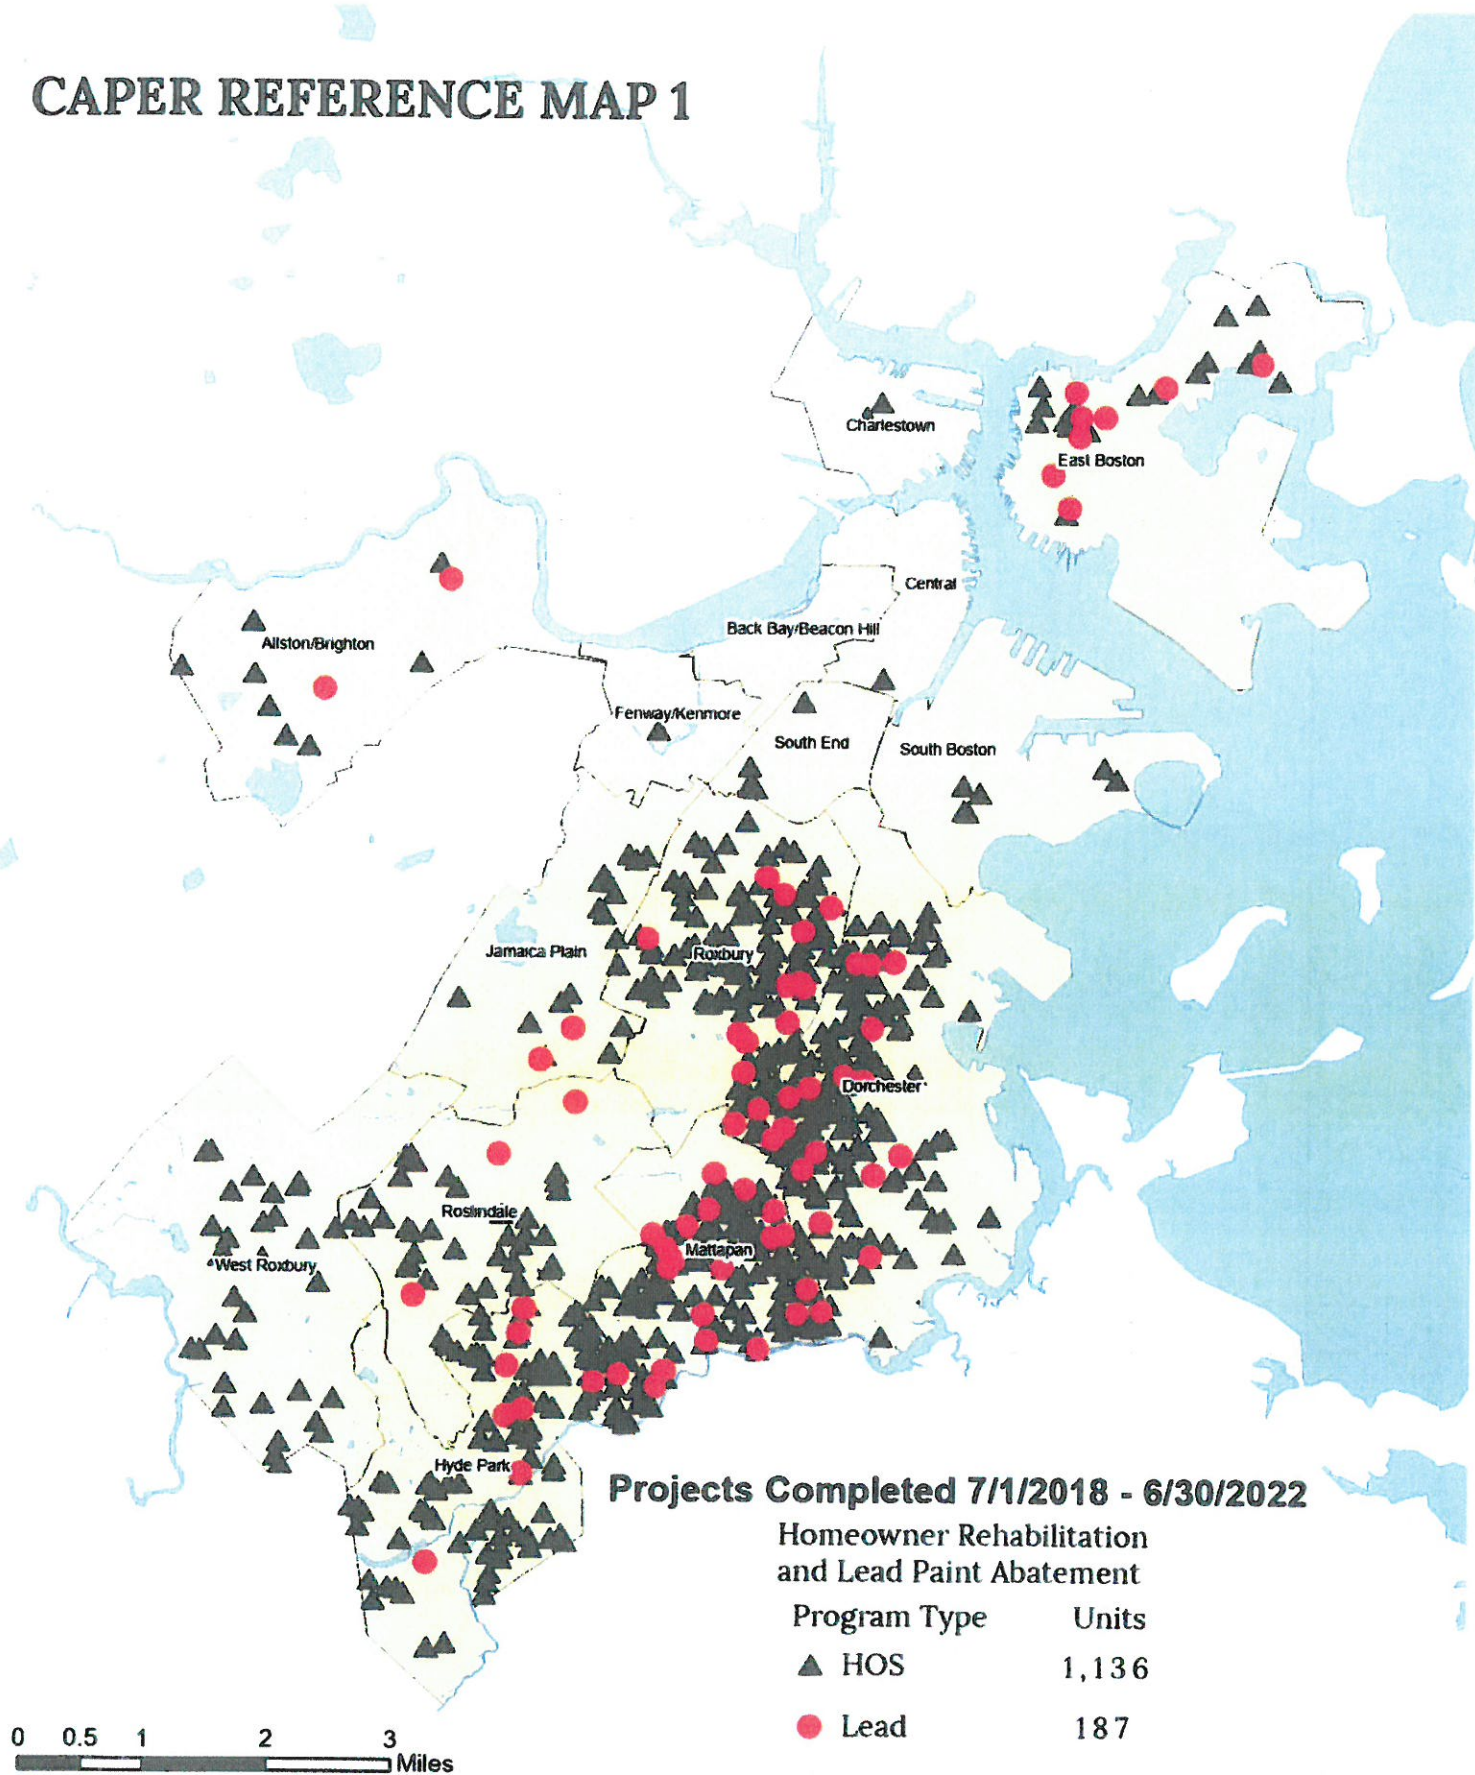 CAPER REFERENCE MAP 1
Charlestown
East Boston
Central
Back Bay/Beacon Hill
Allston/Brighton
Fenway/Kenmore
South End
South Boston
Jamaica Plain
Roxbury
Dorchester
Roslindale
Mattapan
West Roxbury
Hyde Park
Projects Completed 7/1/2018 - 6/30/2022
Homeowner Rehabilitation
and Lead Paint Abatement
Program Type Units
HOS 1,136
Lead 187
0 0.5 1 2 3
Miles